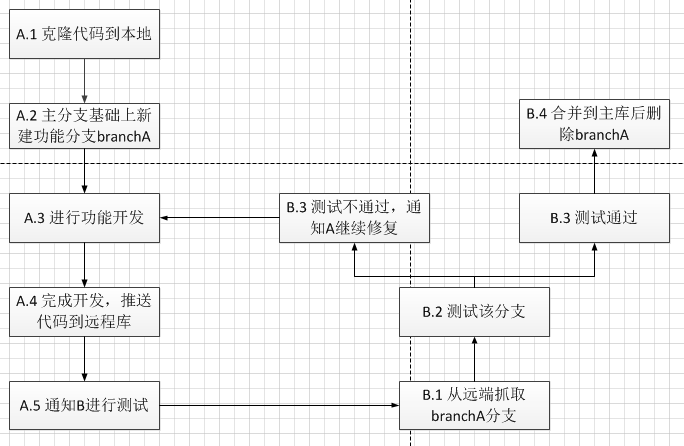 A.1 克隆代码到本地
A.2 主分支基础上新
建功能分支branchA
A.3 进行功能开发
A.4 完成开发，推送
代码到远程库
A.5 通知B进行测试
B.1 从远端抓取
branchA分支
B.2 测试该分支
B.3 测试不通过，通
知A继续修复
B.3 测试通过
B.4 合并到主库后删
除branchA